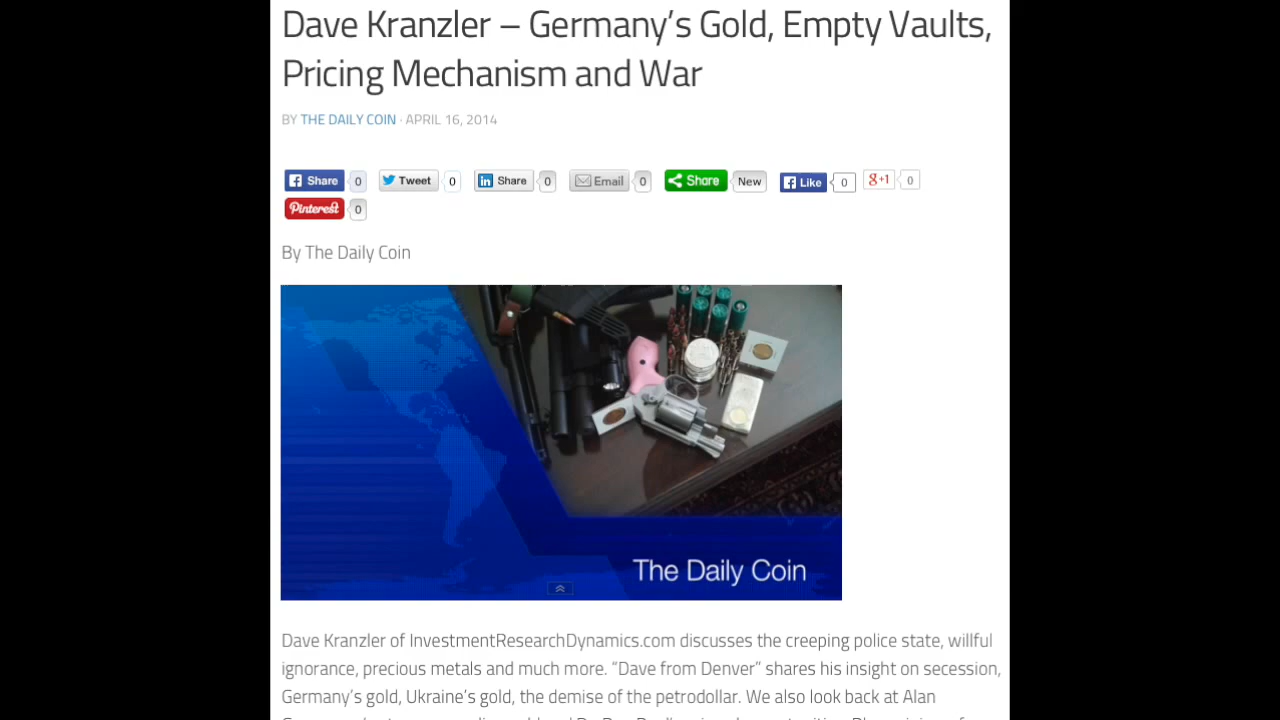 Dave Kranzler – Germany's Gold, Empty Vaults,
Pricing Mechanism and War
BY THE DAILY COIN · APRIL 16, 2014
Share 0 Tweet 0 Share 0 Email 0 Share New Like 0 g+1 0
Pinterest 0
By The Daily Coin
The Daily Coin
Dave Kranzler of InvestmentResearchDynamics.com discusses the creeping police state, willful
ignorance, precious metals and much more. “Dave from Denver” shares his insight on secession,
Germany's gold, Ukraine's gold, the demise of the petrodollar. We also look back at Alan